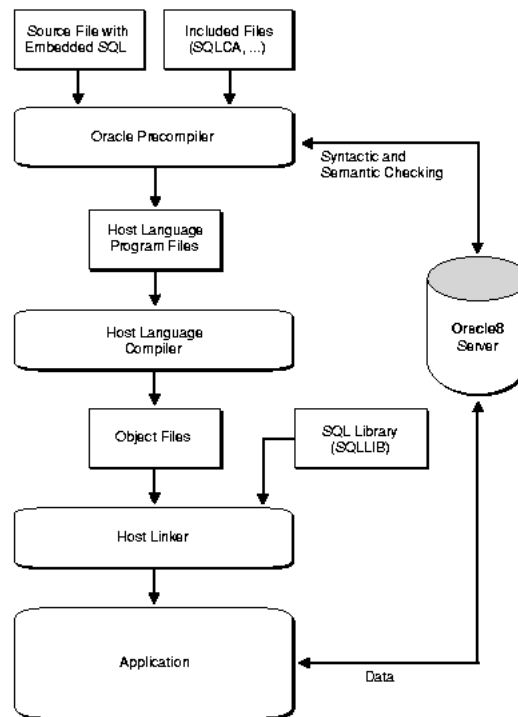 Source File with
Embedded SQL
Included Files
(SQLCA, ...)
Oracle Precompiler
Syntactic and
Semantic Checking
Host Language
Program Files
Oracle8
Server
Host Language
Compiler
Object Files
SQL Library
(SQLLIB)
Host Linker
Application
Data